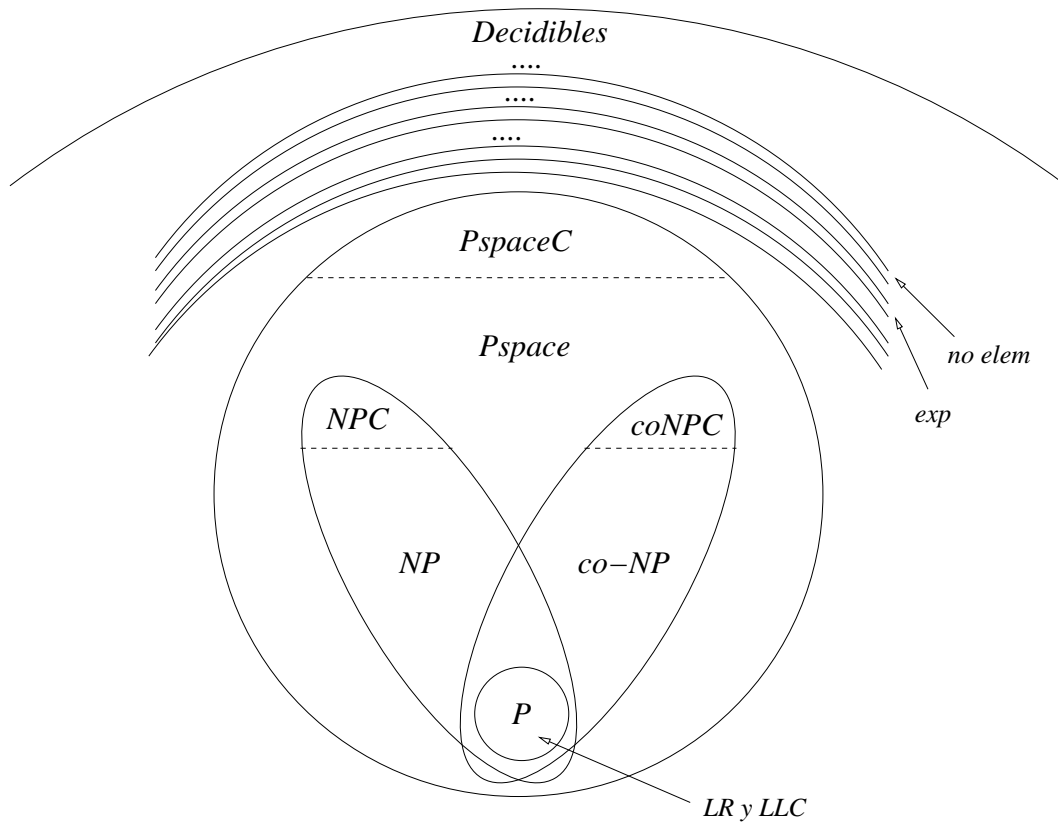 Decidibles
....
....
....
PspaceC
Pspace
no elem
exp
NPC
coNPC
NP
co-NP
P
LR y LLC